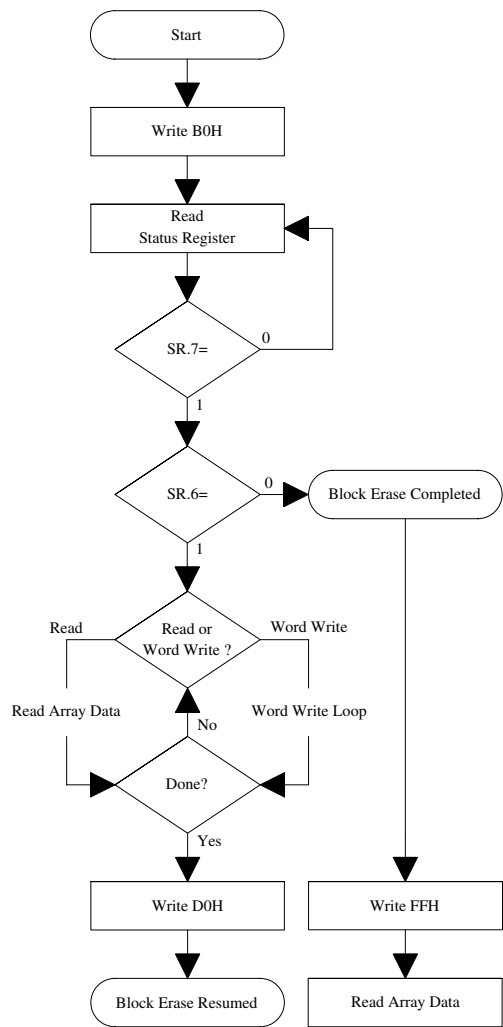 Start
Write B0H
Read
Status Register
SR.7=
0
1
SR.6=
0
Block Erase Completed
1
Read
Read or
Word Write ?
Word Write
Read Array Data
No
Word Write Loop
Done?
Yes
Write D0H
Write FFH
Block Erase Resumed
Read Array Data